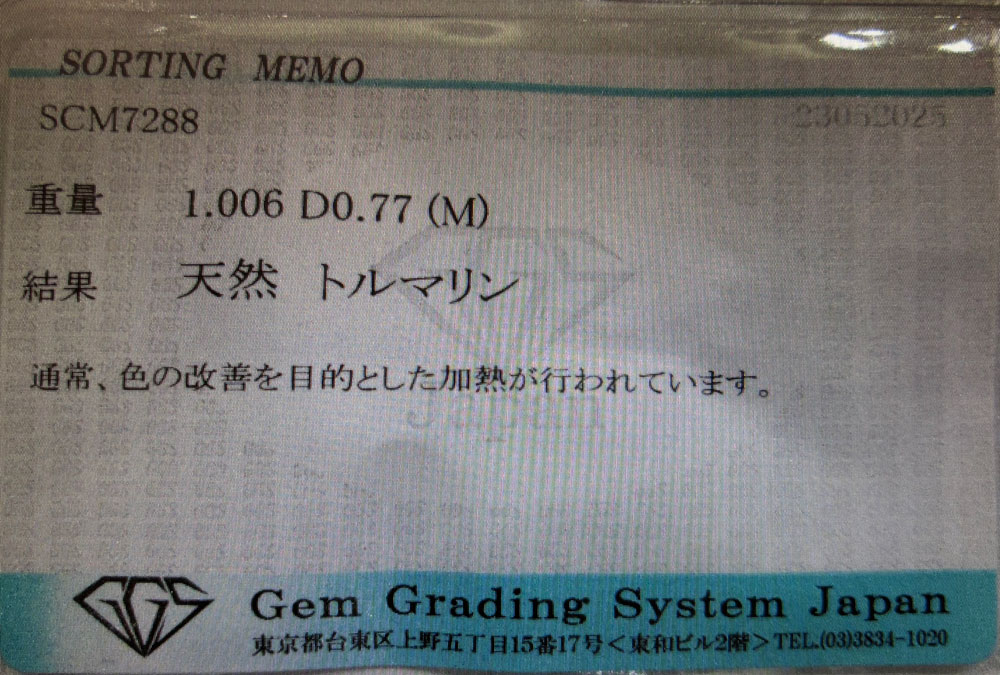 SORTING MEMO
SCM7288
23052025
重量 1.006 D0.77 (M)
結果 天然 トルマリン
通常、色の改善を目的とした加熱が行われています。
Japan
GGS Gem Grading System Japan
東京都台東区上野五丁目15番17号<東和ビル2階>TEL.(03)3834-1020